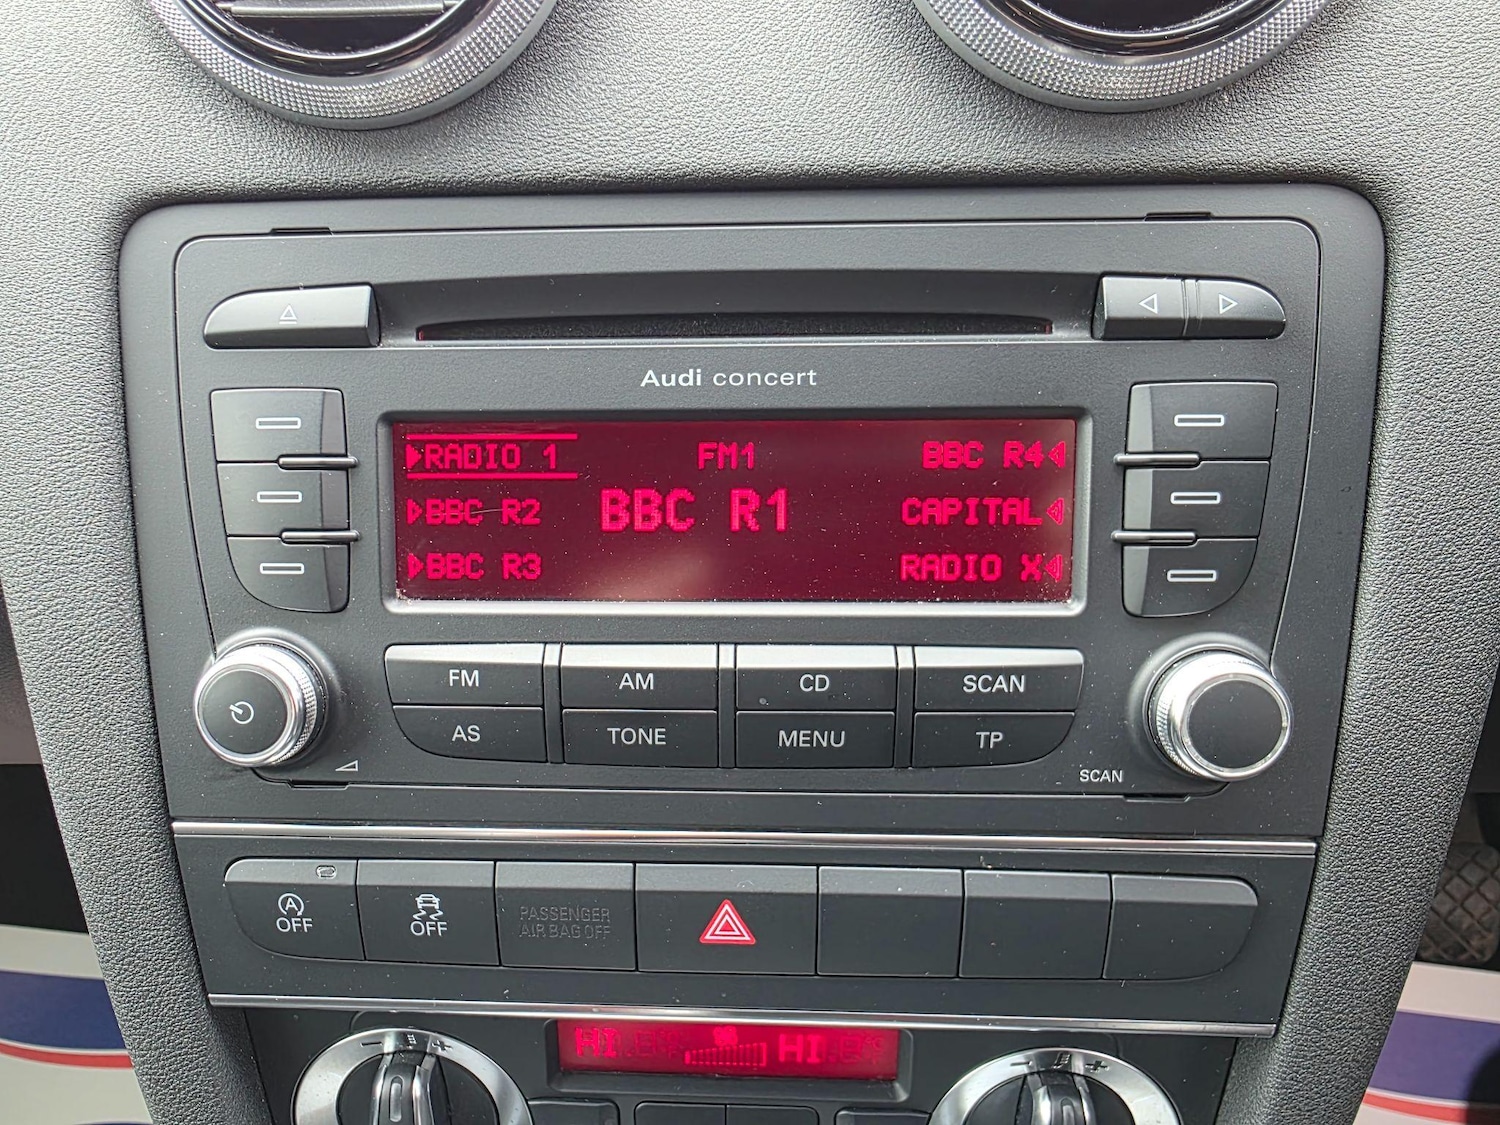 Audi concert
RADIO 1 FM1 BBC R4
BBC R2 BBC R1 CAPITAL
BBC R3 RADIO X
FM AM CD SCAN
AS TONE MENU TP
SCAN
A OFF OFF PASSENGER AIR BAG OFF
HI HI